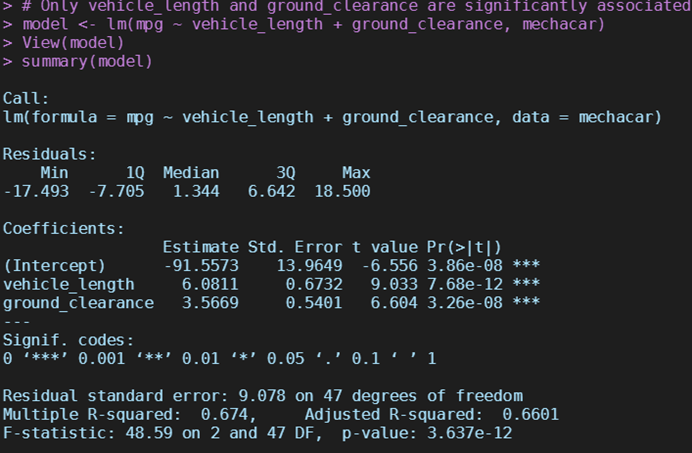 > # Only vehicle_length and ground_clearance are significantly associated
> model <- lm(mpg ~ vehicle_length + ground_clearance, mechacar)
> View(model)
> summary(model)
Call:
lm(formula = mpg ~ vehicle_length + ground_clearance, data = mechacar)
Residuals:
    Min      1Q  Median      3Q     Max
-17.493  -7.705   1.344   6.642  18.500
Coefficients:
                 Estimate Std. Error t value Pr(>|t|)
(Intercept)      -91.5573    13.9649  -6.556 3.86e-08 ***
vehicle_length     6.0811     0.6732   9.033 7.68e-12 ***
ground_clearance   3.5669     0.5401   6.604 3.26e-08 ***
---
Signif. codes:
0 ‘***’ 0.001 ‘**’ 0.01 ‘*’ 0.05 ‘.’ 0.1 ‘ ’ 1
Residual standard error: 9.078 on 47 degrees of freedom
Multiple R-squared:  0.674,     Adjusted R-squared:  0.6601
F-statistic: 48.59 on 2 and 47 DF,  p-value: 3.637e-12